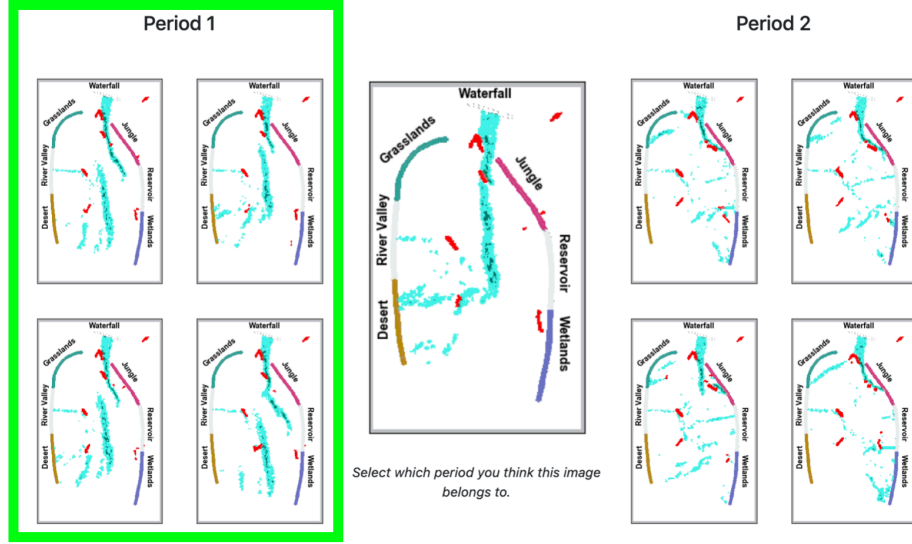 Period 1
Period 2
Waterfall
Grasslands
Jungle
River Valley
Reservoir
Desert
Wetlands
Waterfall
Grasslands
Jungle
River Valley
Reservoir
Desert
Wetlands
Waterfall
Grasslands
Jungle
River Valley
Reservoir
Desert
Wetlands
Waterfall
Grasslands
Jungle
River Valley
Reservoir
Desert
Wetlands
Waterfall
Grasslands
Jungle
River Valley
Reservoir
Desert
Wetlands
Select which period you think this image
belongs to.
Waterfall
Grasslands
Jungle
River Valley
Reservoir
Desert
Wetlands
Waterfall
Grasslands
Jungle
River Valley
Reservoir
Desert
Wetlands
Waterfall
Grasslands
Jungle
River Valley
Reservoir
Desert
Wetlands
Waterfall
Grasslands
Jungle
River Valley
Reservoir
Desert
Wetlands